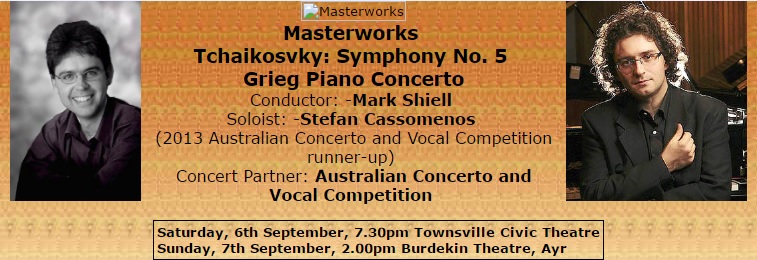 Masterworks
Masterworks
Tchaikosvky: Symphony No. 5
Grieg Piano Concerto
Conductor: -Mark Shiell
Soloist: -Stefan Cassomenos
(2013 Australian Concerto and Vocal Competition
runner-up)
Concert Partner: Australian Concerto and
Vocal Competition
Saturday, 6th September, 7.30pm Townsville Civic Theatre
Sunday, 7th September, 2.00pm Burdekin Theatre, Ayr